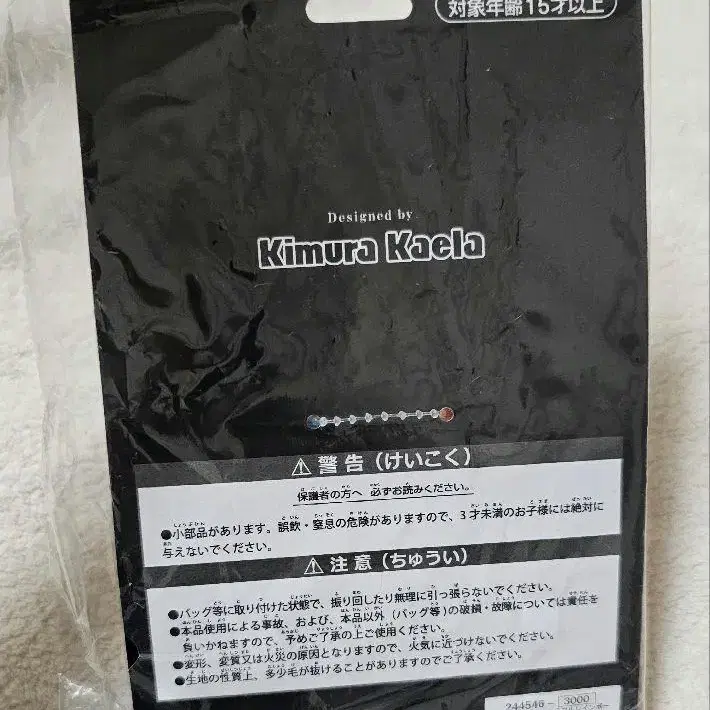 対象年齢15才以上
Designed by
Kimura Kaela
⚠ 警告(けいこく)
保護者の方へ 必ずお読みください。
●小部品があります。誤飲・窒息の危険がありますので、3才未満のお子様には絶対に
与えないでください。
⚠ 注意(ちゅうい)
●バッグ等に取り付けた状態で、振り回したり無理に引っ張らないでください。
●本品使用による事故、および、本品以外(バッグ等)の破損・故障については責任を
負いかねますので、予めご了承の上ご使用ください。
●変形、変質又は火災の原因となりますので、火気に近づけないでください。
●生地の性質上、多少毛が抜けることがありますのでご了承ください。
244546- 3000